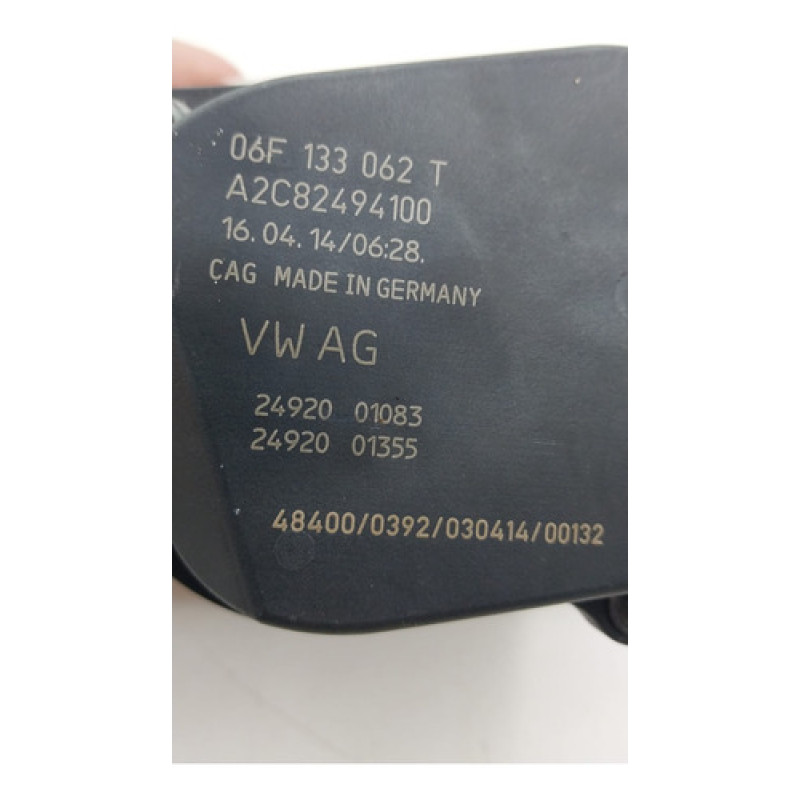 06F 133 062 T
A2C82494100
16.04.14/06:28.
CAG MADE IN GERMANY
VW AG
24920 01083
24920 01355
48400/0392/030414/00132